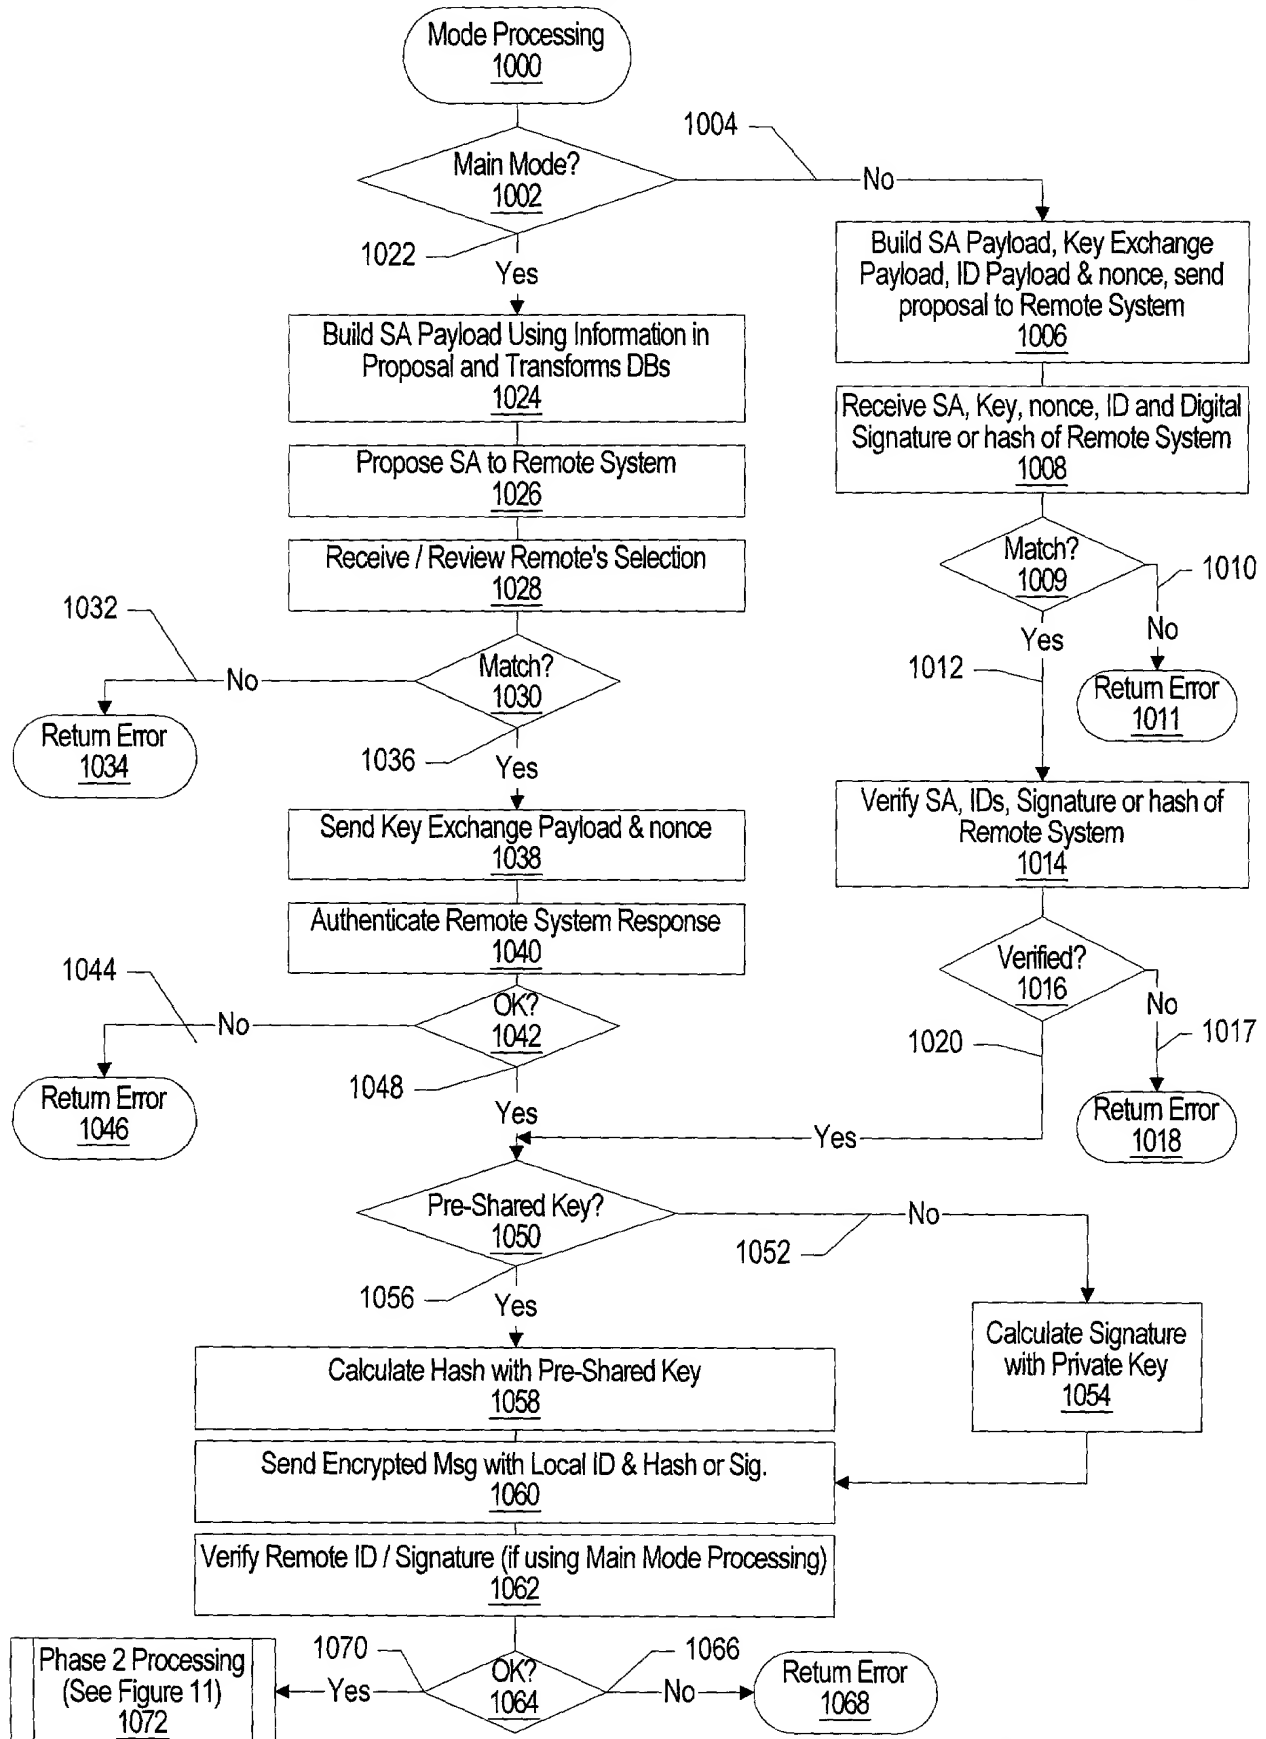 Mode Processing
1000
1004
Main Mode?
1002
No
1022
Yes
Build SA Payload, Key Exchange
Payload, ID Payload & nonce, send
proposal to Remote System
1006
Build SA Payload Using Information in
Proposal and Transforms DBs
1024
Receive SA, Key, nonce, ID and Digital
Signature or hash of Remote System
1008
Propose SA to Remote System
1026
Receive / Review Remote's Selection
1028
Match?
1009
1010
No
Yes
1012
Return Error
1011
1032
No
Match?
1030
Return Error
1034
1036
Yes
Verify SA, IDs, Signature or hash of
Remote System
1014
Send Key Exchange Payload & nonce
1038
Authenticate Remote System Response
1040
Verified?
1016
No
1017
1020
Return Error
1018
Yes
1044
No
OK?
1042
Return Error
1046
1048
Yes
Pre-Shared Key?
1050
No
1052
1056
Yes
Calculate Signature
with Private Key
1054
Calculate Hash with Pre-Shared Key
1058
Send Encrypted Msg with Local ID & Hash or Sig.
1060
Verify Remote ID / Signature (if using Main Mode Processing)
1062
1070
1066
OK?
1064
Yes
No
Phase 2 Processing
(See Figure 11)
1072
Return Error
1068